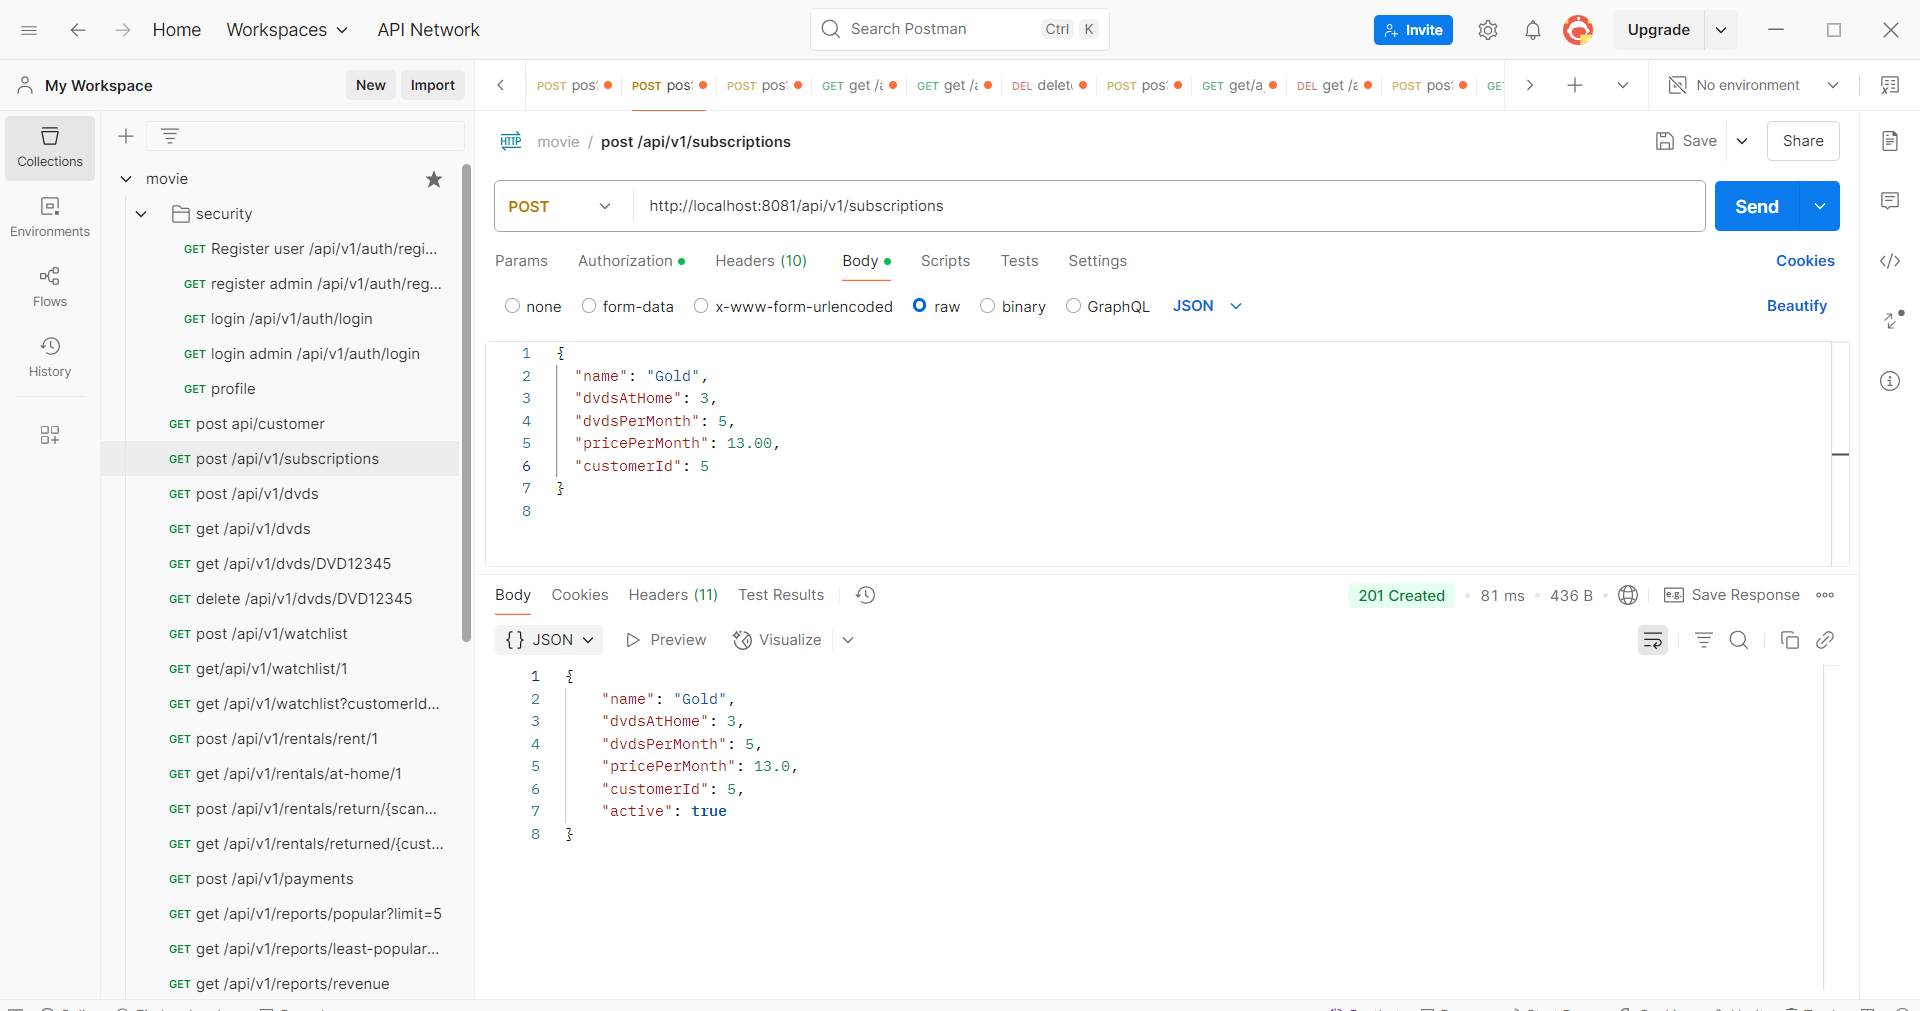 Home
Workspaces
API Network
Search Postman
Ctrl K
Invite
Upgrade
My Workspace
New
Import
POST pos
POST pos
POST pos
GET get /
GET get /
DEL delet
POST pos
GET get/a
DEL get /
POST pos
GET
No environment
Collections
Environments
Flows
History
movie
security
GET Register user /api/v1/auth/regi...
GET register admin /api/v1/auth/reg...
GET login /api/v1/auth/login
GET login admin /api/v1/auth/login
GET profile
GET post api/customer
GET post /api/v1/subscriptions
GET post /api/v1/dvds
GET get /api/v1/dvds
GET get /api/v1/dvds/DVD12345
GET delete /api/v1/dvds/DVD12345
GET post /api/v1/watchlist
GET get/api/v1/watchlist/1
GET get /api/v1/watchlist?customerId...
GET post /api/v1/rentals/rent/1
GET get /api/v1/rentals/at-home/1
GET post /api/v1/rentals/return/{scan...
GET get /api/v1/rentals/returned/{cust...
GET post /api/v1/payments
GET get /api/v1/reports/popular?limit=5
GET get /api/v1/reports/least-popular...
GET get /api/v1/reports/revenue
HTTP movie / post /api/v1/subscriptions
Save
Share
POST
http://localhost:8081/api/v1/subscriptions
Send
Params
Authorization
Headers (10)
Body
Scripts
Tests
Settings
Cookies
none
form-data
x-www-form-urlencoded
raw
binary
GraphQL
JSON
Beautify
1 {
2 "name": "Gold",
3 "dvdsAtHome": 3,
4 "dvdsPerMonth": 5,
5 "pricePerMonth": 13.00,
6 "customerId": 5
7 }
8
Body
Cookies
Headers (11)
Test Results
201 Created
81 ms
436 B
e.g. Save Response
{} JSON
Preview
Visualize
1 {
2 "name": "Gold",
3 "dvdsAtHome": 3,
4 "dvdsPerMonth": 5,
5 "pricePerMonth": 13.0,
6 "customerId": 5,
7 "active": true
8 }